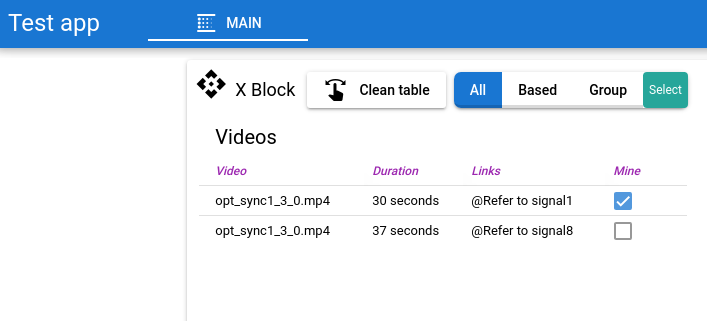 Test app MAIN
X Block Clean table All Based Group Select
Videos
Video Duration Links Mine
opt_sync1_3_0.mp4 30 seconds @Refer to signal1
opt_sync1_3_0.mp4 37 seconds @Refer to signal8